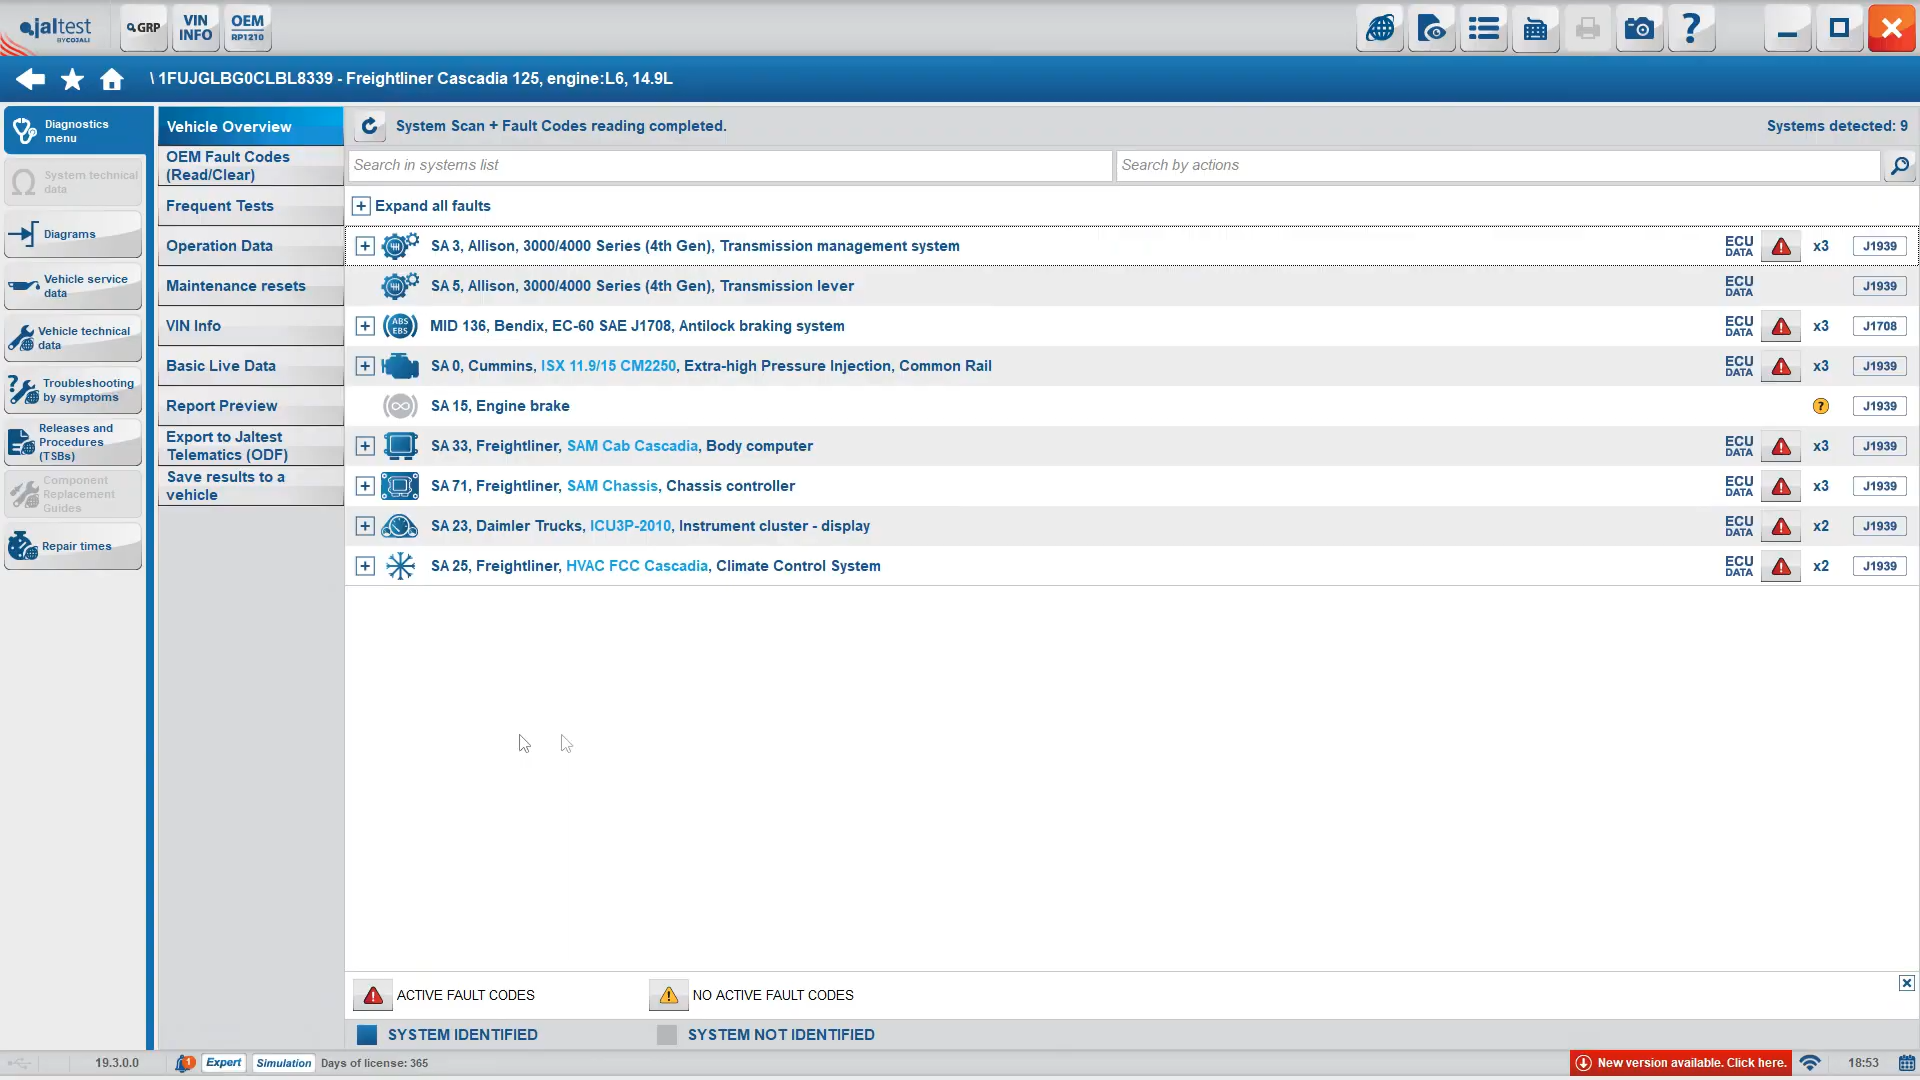 jaltest
BY COJALI
GRP
VIN
INFO
OEM
RP1210
?
\ 1FUJGLBG0CLBL8339 - Freightliner Cascadia 125, engine:L6, 14.9L
Diagnostics
menu
System technical
data
Diagrams
Vehicle service
data
Vehicle technical
data
Troubleshooting
by symptoms
Releases and
Procedures
(TSBs)
Component
Replacement
Guides
Repair times
Vehicle Overview
OEM Fault Codes
(Read/Clear)
Frequent Tests
Operation Data
Maintenance resets
VIN Info
Basic Live Data
Report Preview
Export to Jaltest
Telematics (ODF)
Save results to a
vehicle
System Scan + Fault Codes reading completed.
Systems detected: 9
Search in systems list
Search by actions
Expand all faults
SA 3, Allison, 3000/4000 Series (4th Gen), Transmission management system
ECU
DATA
x3
J1939
SA 5, Allison, 3000/4000 Series (4th Gen), Transmission lever
ECU
DATA
J1939
ABS
EBS
MID 136, Bendix, EC-60 SAE J1708, Antilock braking system
ECU
DATA
x3
J1708
SA 0, Cummins, ISX 11.9/15 CM2250, Extra-high Pressure Injection, Common Rail
ECU
DATA
x3
J1939
SA 15, Engine brake
?
J1939
SA 33, Freightliner, SAM Cab Cascadia, Body computer
ECU
DATA
x3
J1939
SA 71, Freightliner, SAM Chassis, Chassis controller
ECU
DATA
x3
J1939
SA 23, Daimler Trucks, ICU3P-2010, Instrument cluster - display
ECU
DATA
x2
J1939
SA 25, Freightliner, HVAC FCC Cascadia, Climate Control System
ECU
DATA
x2
J1939
ACTIVE FAULT CODES
NO ACTIVE FAULT CODES
SYSTEM IDENTIFIED
SYSTEM NOT IDENTIFIED
19.3.0.0
1
Expert
Simulation
Days of license: 365
New version available. Click here.
18:53